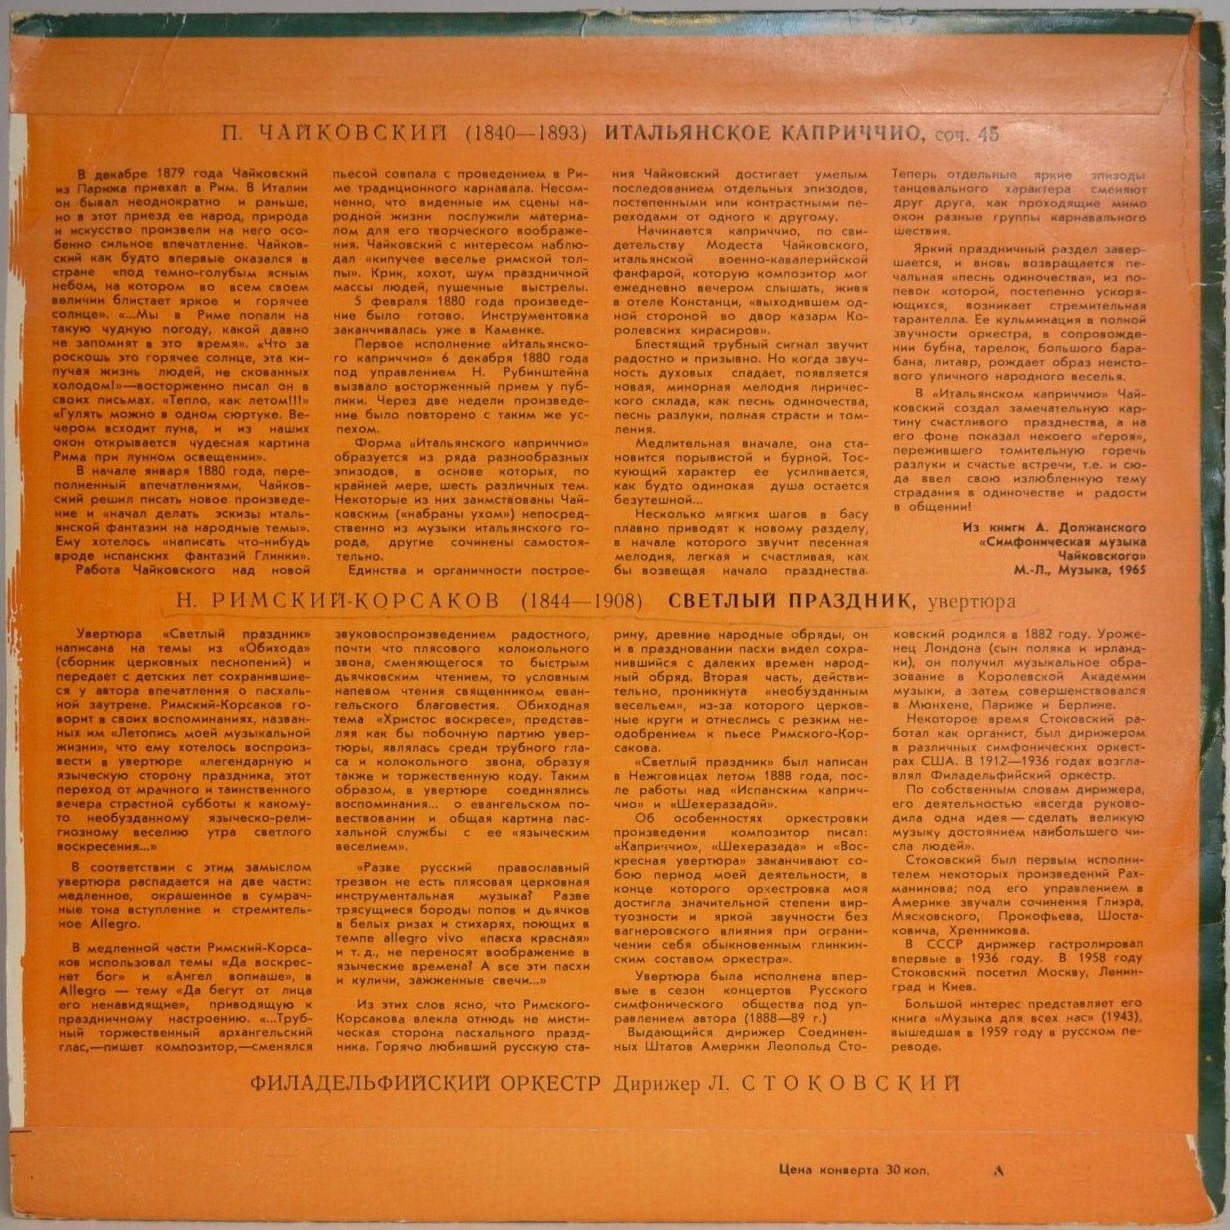 П. ЧАЙКОВСКИЙ (1840—1893) ИТАЛЬЯНСКОЕ КАПРИЧЧИО, соч. 45
В декабре 1879 года Чайковский
из Парижа приехал в Рим. В Италии
он бывал неоднократно и раньше,
но в этот приезд ее народ, природа
и искусство произвели на него осо-
бенно сильное впечатление. Чайков-
ский как будто впервые оказался в
стране «под темно-голубым ясным
небом, на котором во всем своем
величии блистает яркое и горячее
солнце». «...Мы в Риме попали на
такую чудную погоду, какой давно
не запомнят в это время». «Что за
роскошь это горячее солнце, эта ки-
пучая жизнь людей, не скованных
холодом!»—восторженно писал он в
своих письмах. «Тепло, как летом!!!»
«Гулять можно в одном сюртуке. Ве-
чером всходит луна, и из наших
окон открывается чудесная картина
Рима при лунном освещении».
В начале января 1880 года, пере-
полненный впечатлениями, Чайков-
ский решил писать новое произведе-
ние и «начал делать эскизы италь-
янской фантазии на народные темы».
Ему хотелось «написать что-нибудь
вроде испанских фантазий Глинки».
Работа Чайковского над новой
пьесой совпала с проведением в Ри-
ме традиционного карнавала. Несом-
ненно, что виденные им сцены на-
родной жизни послужили материа-
лом для его творческого воображе-
ния. Чайковский с интересом наблю-
дал «кипучее веселье римской тол-
пы». Крик, хохот, шум праздничной
массы людей, пушечные выстрелы.
5 февраля 1880 года произведе-
ние было готово. Инструментовка
заканчивалась уже в Каменке.
Первое исполнение «Итальянско-
го каприччио» 6 декабря 1880 года
под управлением Н. Рубинштейна
вызвало восторженный прием у пуб-
лики. Через две недели произведе-
ние было повторено с таким же ус-
пехом.
Форма «Итальянского каприччио»
образуется из ряда разнообразных
эпизодов, в основе которых, по
крайней мере, шесть различных тем.
Некоторые из них заимствованы Чай-
ковским («набраны ухом») непосред-
ственно из музыки итальянского го-
рода, другие сочинены самостоя-
тельно.
Единства и органичности построе-
ния Чайковский достигает умелым
последованием отдельных эпизодов,
постепенными или контрастными пе-
реходами от одного к другому.
Начинается каприччио, по сви-
детельству Модеста Чайковского,
итальянской военно-кавалерийской
фанфарой, которую композитор мог
ежедневно вечером слышать, живя
в отеле Констанци, «выходившем од-
ной стороной во двор казарм Ко-
ролевских кирасиров».
Блестящий трубный сигнал звучит
радостно и призывно. Но когда звуч-
ность духовых спадает, появляется
новая, минорная мелодия лиричес-
кого склада, как песнь одиночества,
песнь разлуки, полная страсти и том-
ления.
Медлительная вначале, она ста-
новится порывистой и бурной. Тос-
кующий характер ее усиливается,
как будто одинокая душа остается
безутешной...
Несколько мягких шагов в басу
плавно приводят к новому разделу,
в начале которого звучит песенная
мелодия, легкая и счастливая, как
бы возвещая начало празднества.
Теперь отдельные яркие эпизоды
танцевального характера сменяют
друг друга, как проходящие мимо
окон разные группы карнавального
шествия.
Яркий праздничный раздел завер-
шается, и вновь возвращается пе-
чальная «песнь одиночества», из по-
певок которой, постепенно ускоря-
ющихся, возникает стремительная
тарантелла. Ее кульминация в полной
звучности оркестра, в сопровожде-
нии бубна, тарелок, большого бара-
бана, литавр, рождает образ неисто-
вого уличного народного веселья.
В «Итальянском каприччио» Чай-
ковский создал замечательную кар-
тину счастливого празднества, а на
его фоне показал некоего «героя»,
пережившего томительную горечь
разлуки и счастье встречи, т.е. и сю-
да ввел свою излюбленную тему
страдания в одиночестве и радости
в общении!
Из книги А. Должанского
«Симфоническая музыка
Чайковского»
М.-Л., Музыка, 1965
Н. РИМСКИЙ-КОРСАКОВ (1844—1908) СВЕТЛЫЙ ПРАЗДНИК, увертюра
Увертюра «Светлый праздник»
написана на темы из «Обихода»
(сборник церковных песнопений) и
передает с детских лет сохранившие-
ся у автора впечатления о пасхаль-
ной заутрене. Римский-Корсаков го-
ворит в своих воспоминаниях, назван-
ных им «Летопись моей музыкальной
жизни», что ему хотелось воспроиз-
вести в увертюре «легендарную и
языческую сторону праздника, этот
переход от мрачного и таинственного
вечера страстной субботы к какому-
то необузданному языческо-рели-
гиозному веселию утра светлого
воскресения...»
В соответствии с этим замыслом
увертюра распадается на две части:
медленное, окрашенное в сумрач-
ные тона вступление и стремитель-
ное Allegro.
В медленной части Римский-Корса-
ков использовал темы «Да воскрес-
нет бог» и «Ангел вопиаше», в
Allegro — тему «Да бегут от лица
его ненавидящие», приводящую к
праздничному настроению. «...Труб-
ный торжественный архангельский
глас,—пишет композитор,—сменялся
звуковоспроизведением радостного,
почти что плясового колокольного
звона, сменяющегося то быстрым
дьячковским чтением, то условным
напевом чтения священником еван-
гельского благовестия. Обиходная
тема «Христос воскресе», представ-
ляя как бы побочную партию увер-
тюры, являлась среди трубного гла-
са и колокольного звона, образуя
также и торжественную коду. Таким
образом, в увертюре соединялись
воспоминания... о евангельском по-
вествовании и общая картина пас-
хальной службы с ее «языческим
веселием».
«Разве русский православный
трезвон не есть плясовая церковная
инструментальная музыка? Разве
трясущиеся бороды попов и дьячков
в белых ризах и стихарях, поющих в
темпе allegro vivo «пасха красная»
и т. д., не переносят воображение в
языческие времена? А все эти пасхи
и куличи, зажженные свечи...»
Из этих слов ясно, что Римского-
Корсакова влекла отнюдь не мисти-
ческая сторона пасхального празд-
ника. Горячо любивший русскую ста-
рину, древние народные обряды, он
и в праздновании пасхи видел сохра-
нившийся с далеких времен народ-
ный обряд. Вторая часть, действи-
тельно, проникнута «необузданным
весельем», из-за которого церков-
ные круги и отнеслись с резким не-
одобрением к пьесе Римского-Кор-
сакова.
«Светлый праздник» был написан
в Нежговицах летом 1888 года, пос-
ле работы над «Испанским каприч-
чио» и «Шехеразадой».
Об особенностях оркестровки
произведения композитор писал:
«Каприччио», «Шехеразада» и «Вос-
кресная увертюра» заканчивают со-
бою период моей деятельности, в
конце которого оркестровка моя
достигла значительной степени вир-
туозности и яркой звучности без
вагнеровского влияния при ограни-
чении себя обыкновенным глинкин-
ским составом оркестра».
Увертюра была исполнена впер-
вые в сезон концертов Русского
симфонического общества под уп-
равлением автора (1888—89 г.)
Выдающийся дирижер Соединен-
ных Штатов Америки Леопольд Сто-
ковский родился в 1882 году. Уроже-
нец Лондона (сын поляка и ирланд-
ки), он получил музыкальное обра-
зование в Королевской Академии
музыки, а затем совершенствовался
в Мюнхене, Париже и Берлине.
Некоторое время Стоковский ра-
ботал как органист, был дирижером
в различных симфонических оркест-
рах США. В 1912—1936 годах возгла-
влял Филадельфийский оркестр.
По собственным словам дирижера,
его деятельностью «всегда руково-
дила одна идея — сделать великую
музыку достоянием наибольшего чи-
сла людей».
Стоковский был первым исполни-
телем некоторых произведений Рах-
манинова; под его управлением в
Америке звучали сочинения Глиэра,
Мясковского, Прокофьева, Шоста-
ковича, Хренникова.
В СССР дирижер гастролировал
впервые в 1936 году. В 1958 году
Стоковский посетил Москву, Ленин-
град и Киев.
Большой интерес представляет его
книга «Музыка для всех нас» (1943),
вышедшая в 1959 году в русском пе-
реводе.
ФИЛАДЕЛЬФИЙСКИЙ ОРКЕСТР Дирижер Л. СТОКОВСКИЙ
Цена конверта 30 коп. А